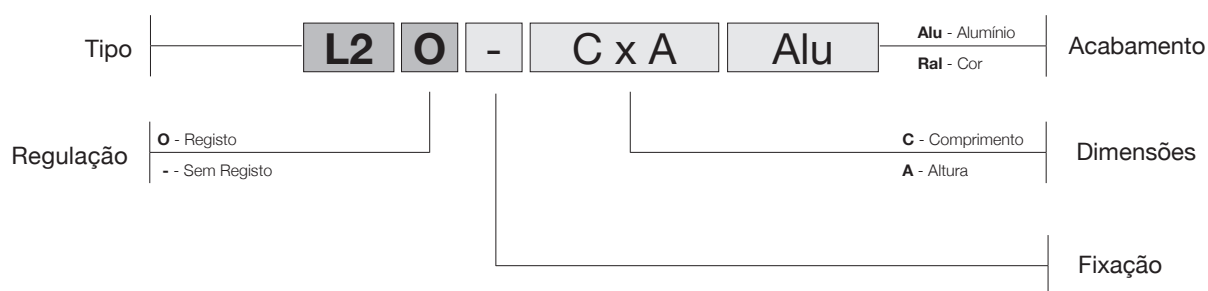 Tipo
L2 O - C x A Alu
Alu - Alumínio
Ral - Cor
Acabamento
Regulação
O - Registo
- - Sem Registo
C - Comprimento
A - Altura
Dimensões
Fixação